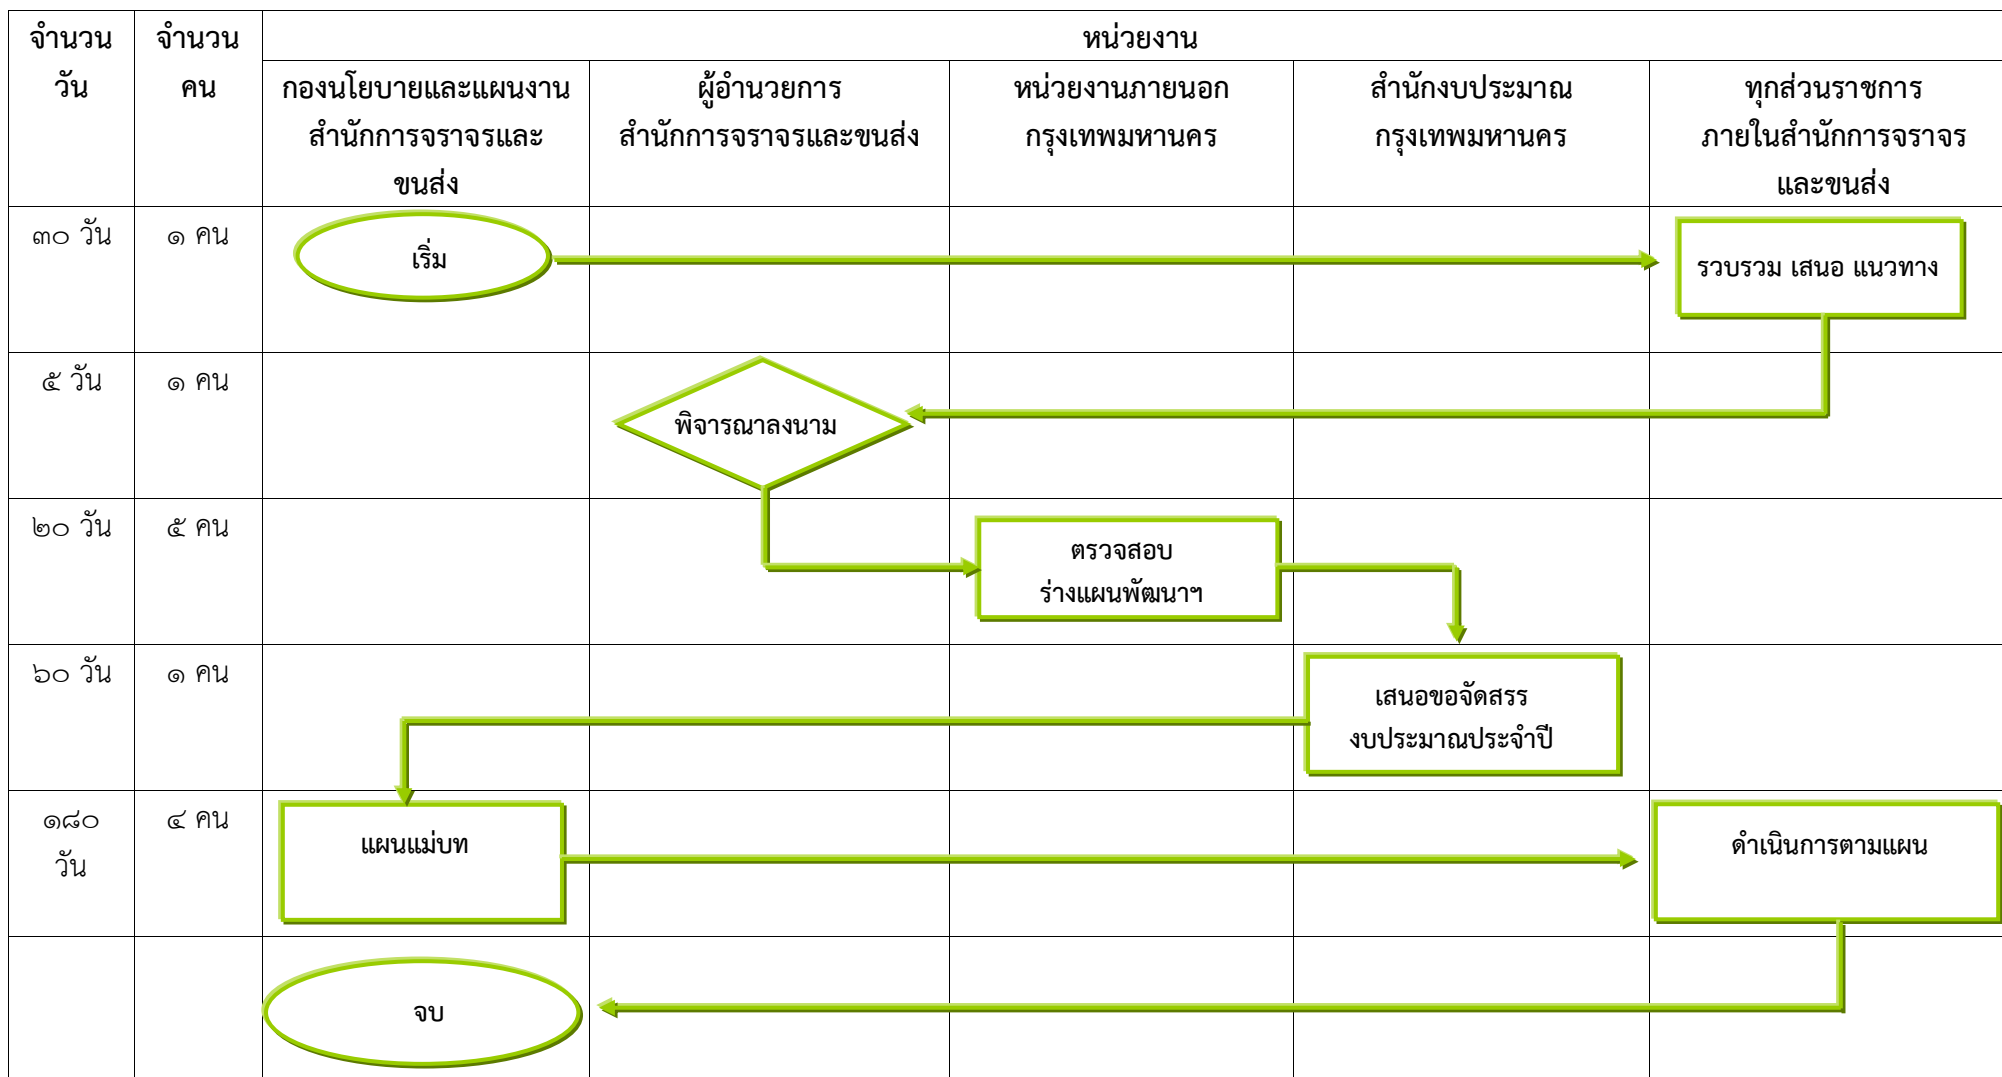 จำนวน
วัน
จำนวน
คน
หน่วยงาน
กองนโยบายและแผนงาน
สำนักการจราจรและ
ขนส่ง
ผู้อำนวยการ
สำนักการจราจรและขนส่ง
หน่วยงานภายนอก
กรุงเทพมหานคร
สำนักงบประมาณ
กรุงเทพมหานคร
ทุกส่วนราชการ
ภายในสำนักการจราจร
และขนส่ง
๓๐ วัน
๑ คน
เริ่ม
รวบรวม เสนอ แนวทาง
๕ วัน
๑ คน
พิจารณาลงนาม
๒๐ วัน
๕ คน
ตรวจสอบ
ร่างแผนพัฒนาฯ
๖๐ วัน
๑ คน
เสนอขอจัดสรร
งบประมาณประจำปี
๑๘๐
วัน
๔ คน
แผนแม่บท
ดำเนินการตามแผน
จบ